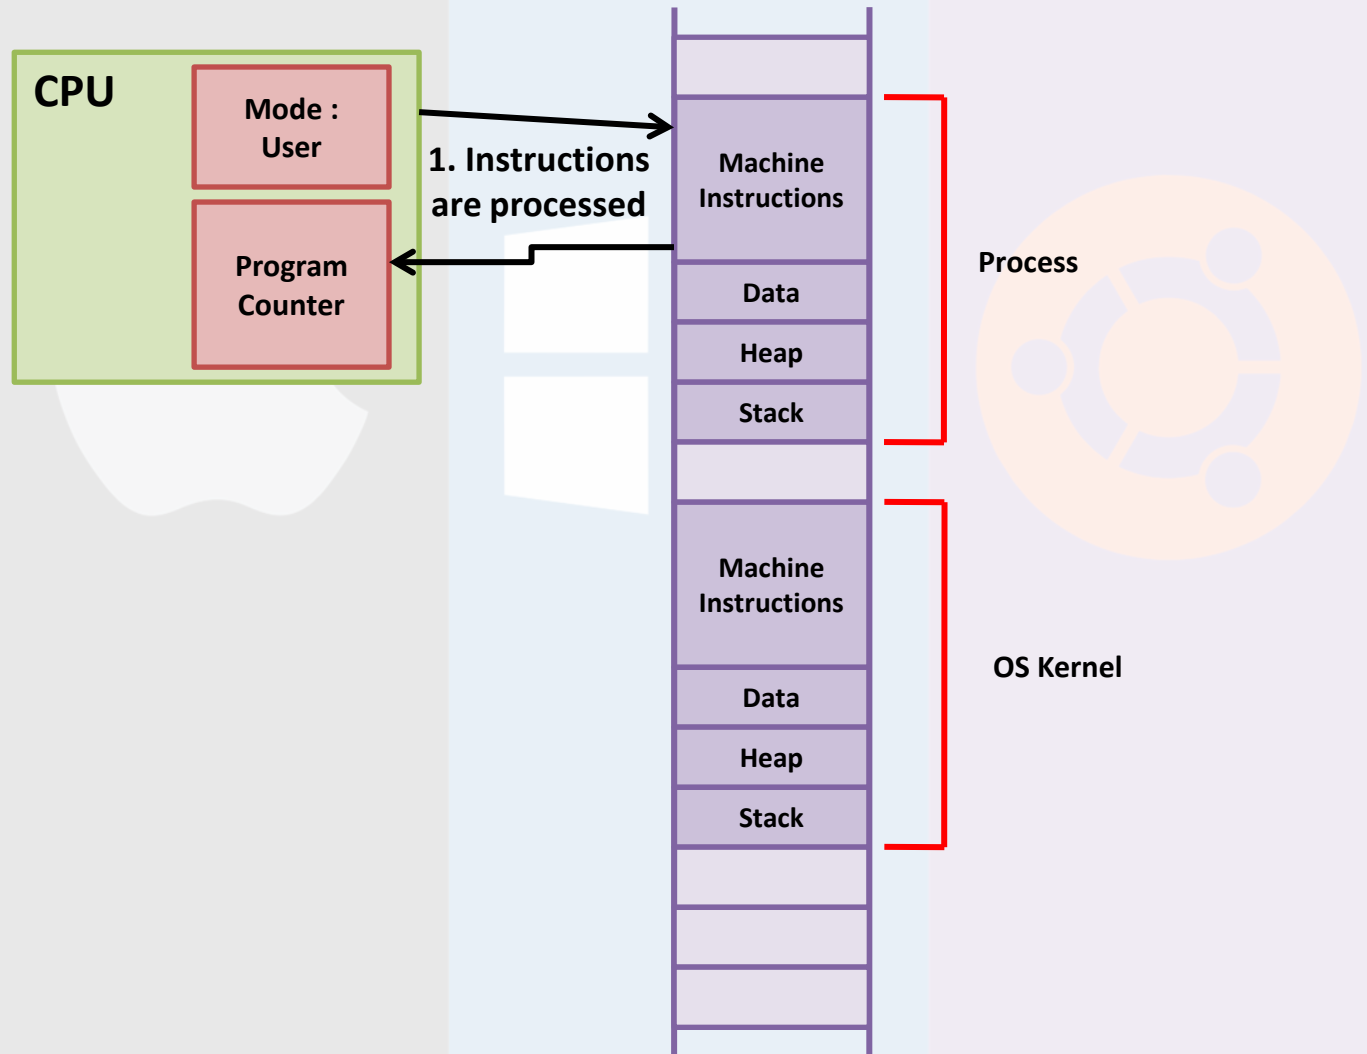 CPU
Mode :
User
Program
Counter
1. Instructions
are processed
Machine
Instructions
Data
Heap
Stack
Process
Machine
Instructions
Data
Heap
Stack
OS Kernel